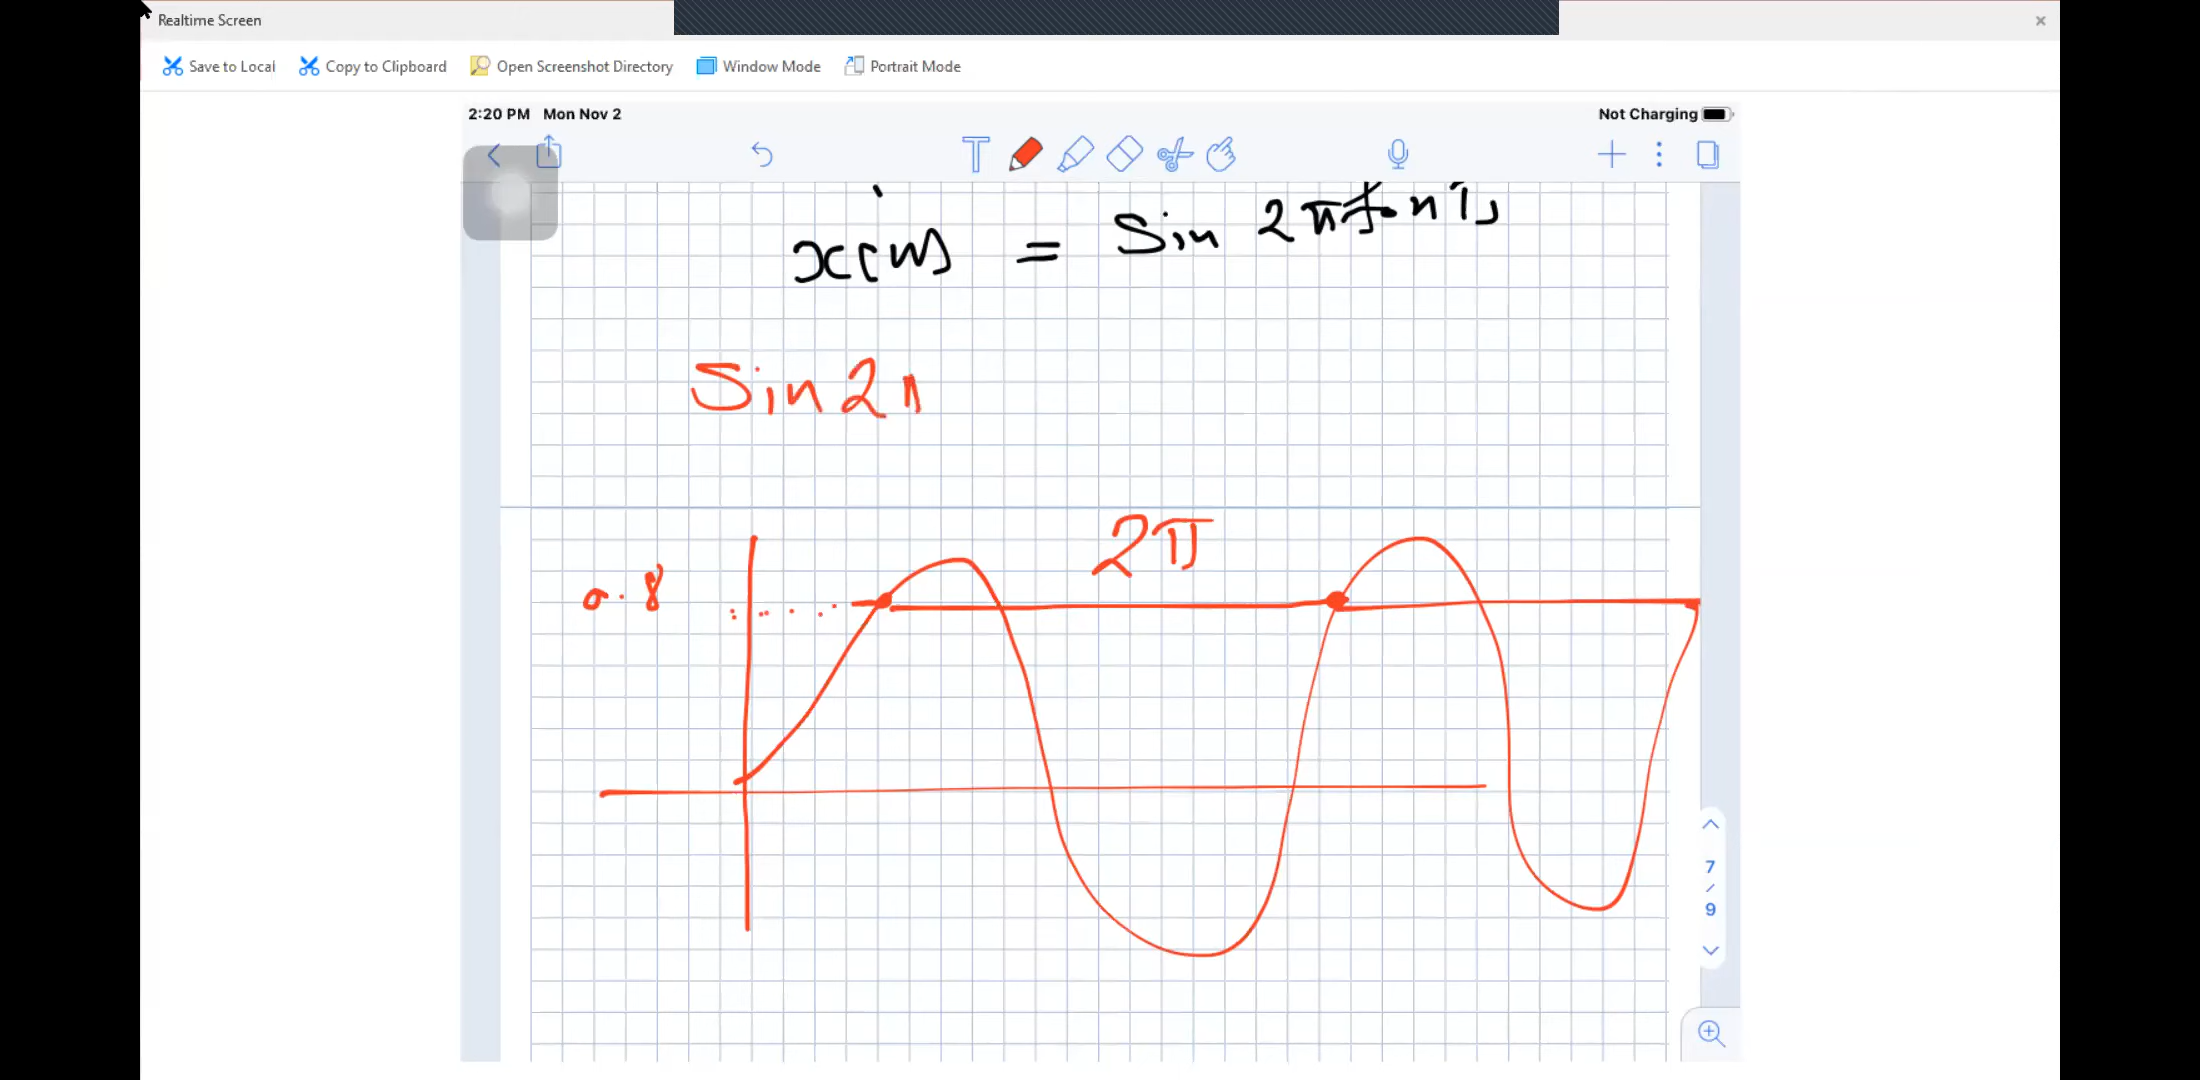 Realtime Screen
Save to Local Copy to Clipboard Open Screenshot Directory Window Mode Portrait Mode
2:20 PM Mon Nov 2 Not Charging
x(n) = Sin 2π
Sin 2π
2π
0.8
7
/
9